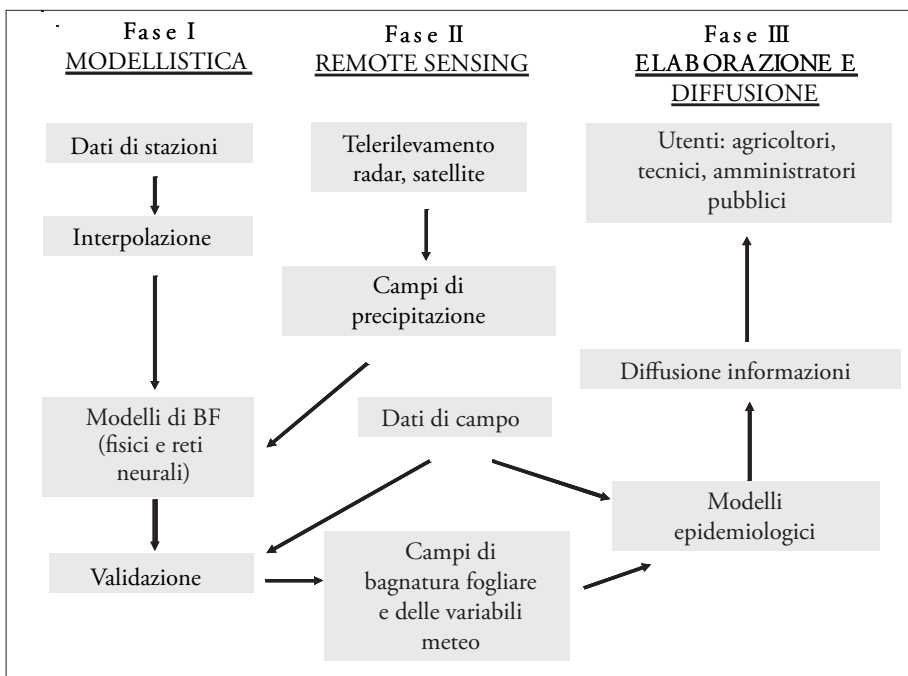 Fase I
MODELLISTICA
Dati di stazioni
Interpolazione
Modelli di BF
(fisici e reti
neurali)
Validazione
Fase II
REMOTE SENSING
Telerilevamento
radar, satellite
Campi di
precipitazione
Dati di campo
Campi di
bagnatura fogliare
e delle variabili
meteo
Fase III
ELABORAZIONE E
DIFFUSIONE
Utenti: agricoltori,
tecnici, amministratori
pubblici
Diffusione informazioni
Modelli
epidemiologici